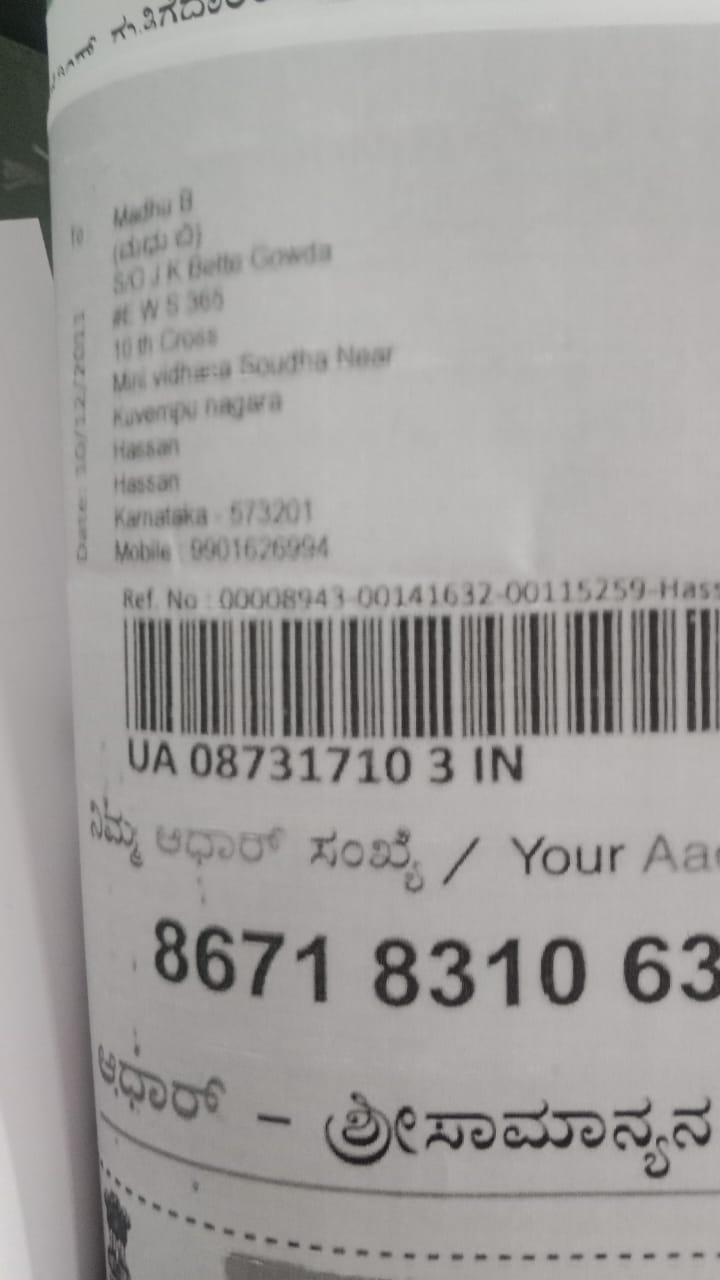 To
Madhu B
(ಮಧು ಬಿ)
S/O J K Bette Gowda
#E W S 365
10 th Cross
Mini vidhana Soudha Near
Kuvempu nagara
Hassan
Hassan
Karnataka - 573201
Mobile : 9901626994
Date: 10/12/2011
Ref. No : 00008943-00141632-00115259-Hass
UA 08731710 3 IN
ನಿಮ್ಮ ಆಧಾರ್ ಸಂಖ್ಯೆ / Your Aa
8671 8310 63
ಆಧಾರ್ – ಶ್ರೀಸಾಮಾನ್ಯನ